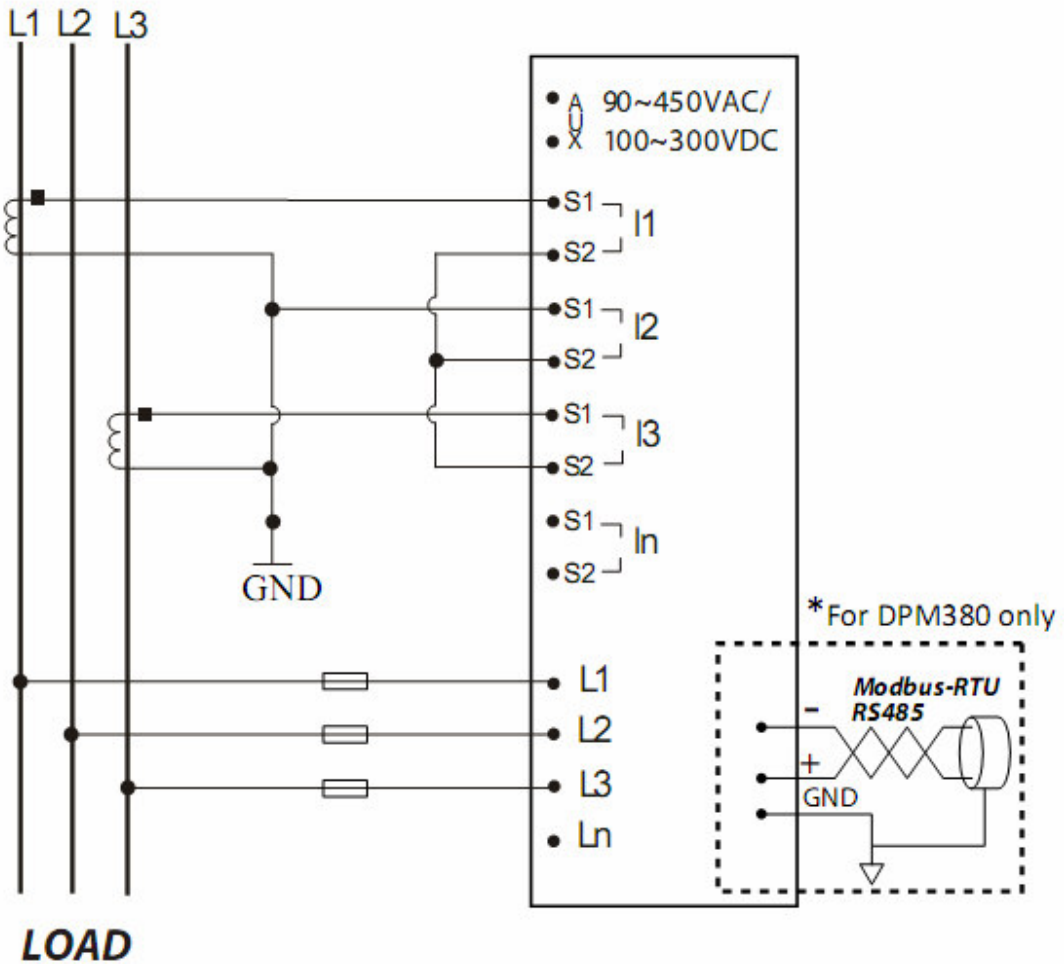 L1 L2 L3
AUX 90~450VAC/
100~300VDC
S1
I1
S2
S1
I2
S2
S1
I3
S2
S1
In
S2
GND
*For DPM380 only
L1
L2
L3
Ln
Modbus-RTU
RS485
-
+
GND
LOAD